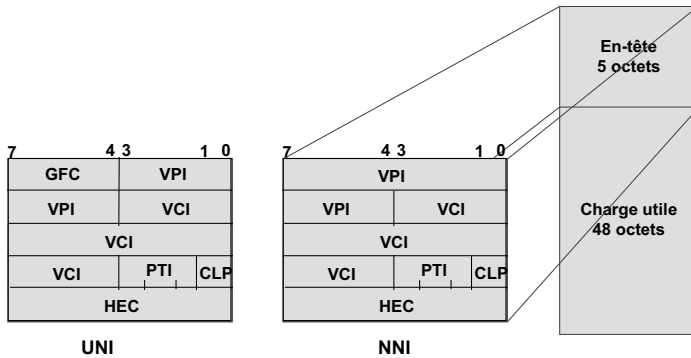 En-tête
5 octets
7 4 3 1 0
GFC VPI
VPI VCI
VCI
VCI PTI CLP
HEC
UNI
7 4 3 1 0
VPI
VPI VCI
VCI
VCI PTI CLP
HEC
NNI
Charge utile
48 octets